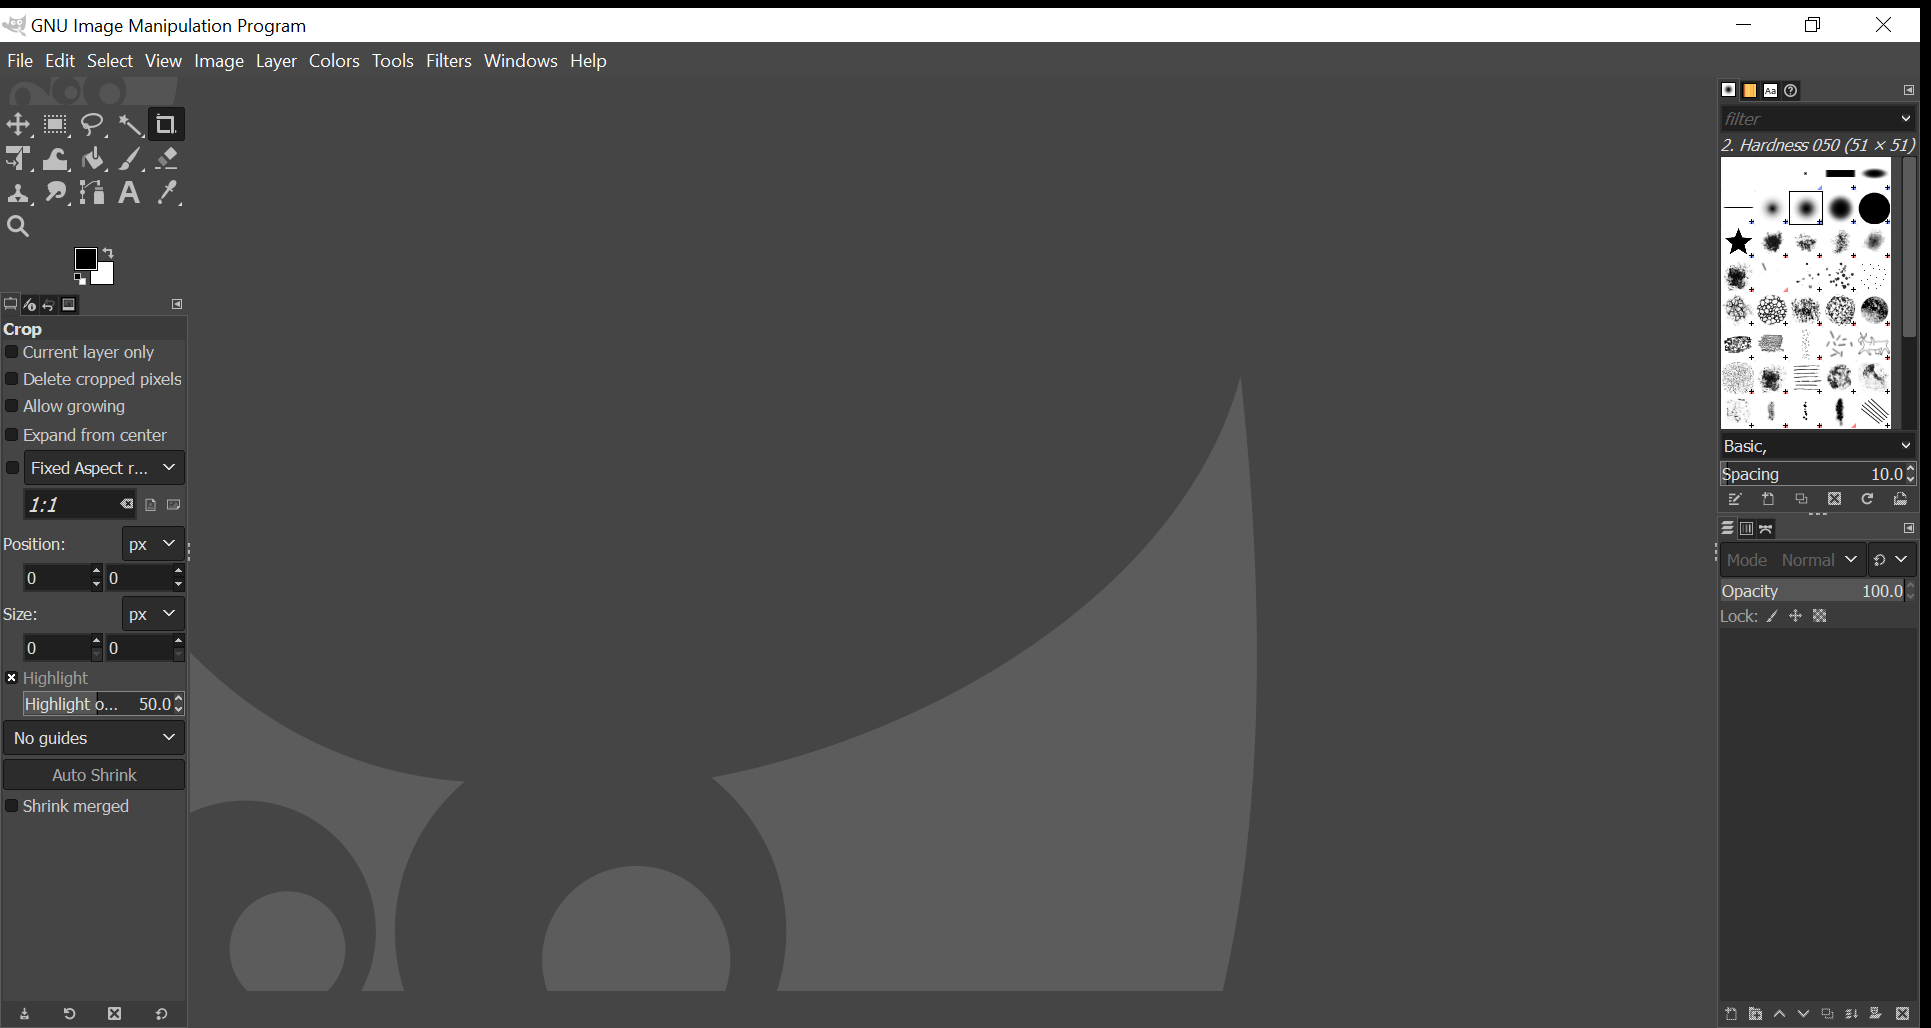 GNU Image Manipulation Program
File Edit Select View Image Layer Colors Tools Filters Windows Help
Aa
filter
2. Hardness 050 (51 × 51)
Crop
Current layer only
Delete cropped pixels
Allow growing
Expand from center
Fixed Aspect r...
1:1
Position:
px
0
0
Size:
px
0
0
Highlight
Highlight o... 50.0
No guides
Auto Shrink
Shrink merged
Basic,
Spacing 10.0
Mode Normal
Opacity 100.0
Lock: